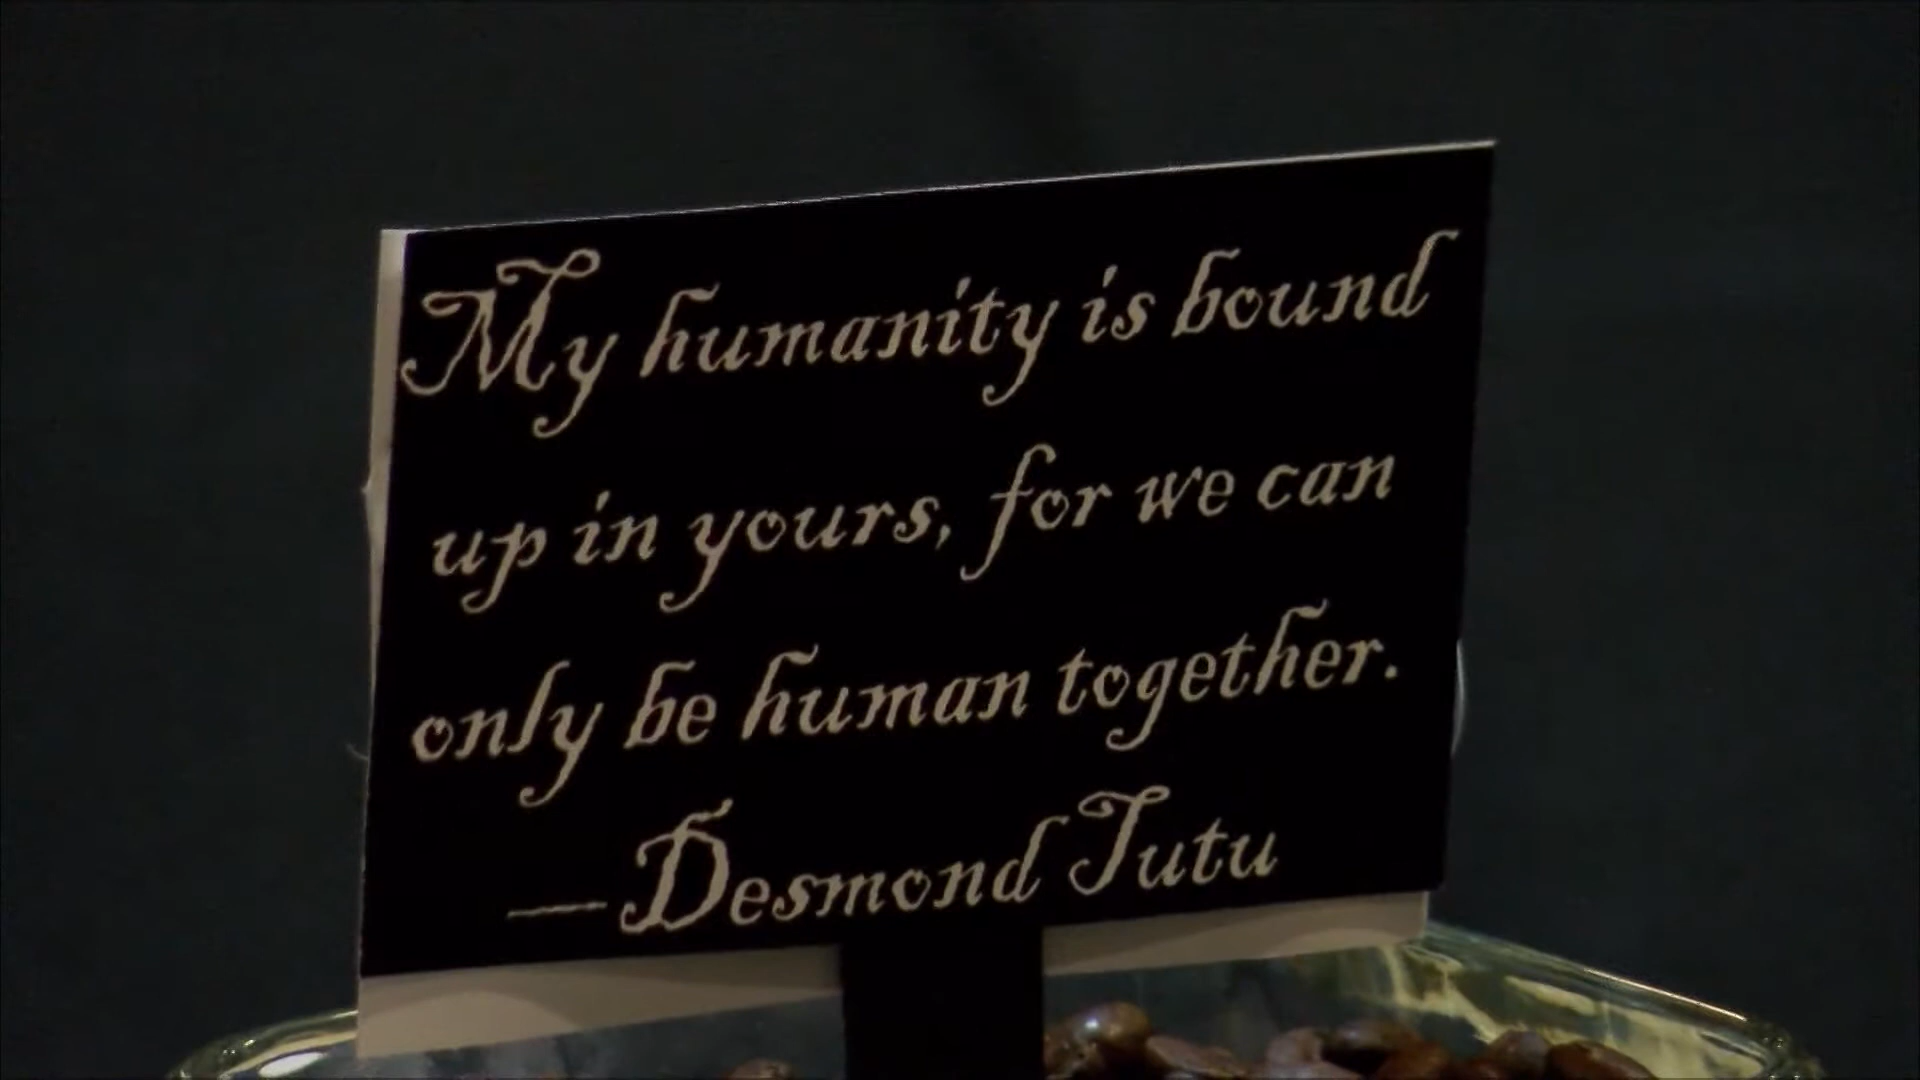 My humanity is bound
up in yours, for we can
only be human together.
—Desmond Tutu